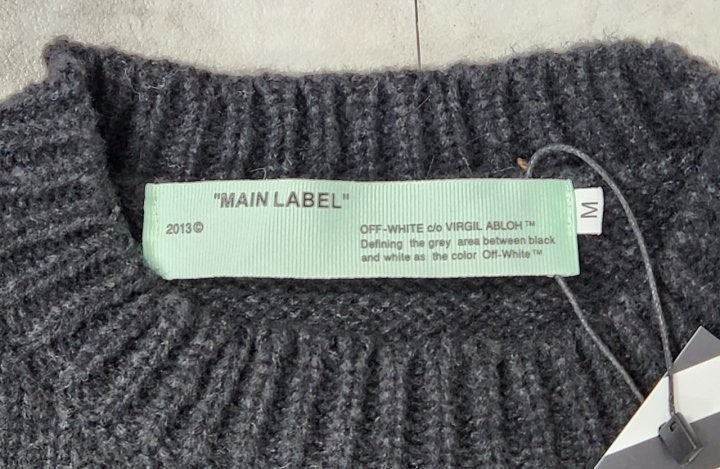 "MAIN LABEL"
2013©
OFF-WHITE c/o VIRGIL ABLOH™
Defining the grey area between black
and white as the color Off-White™
M